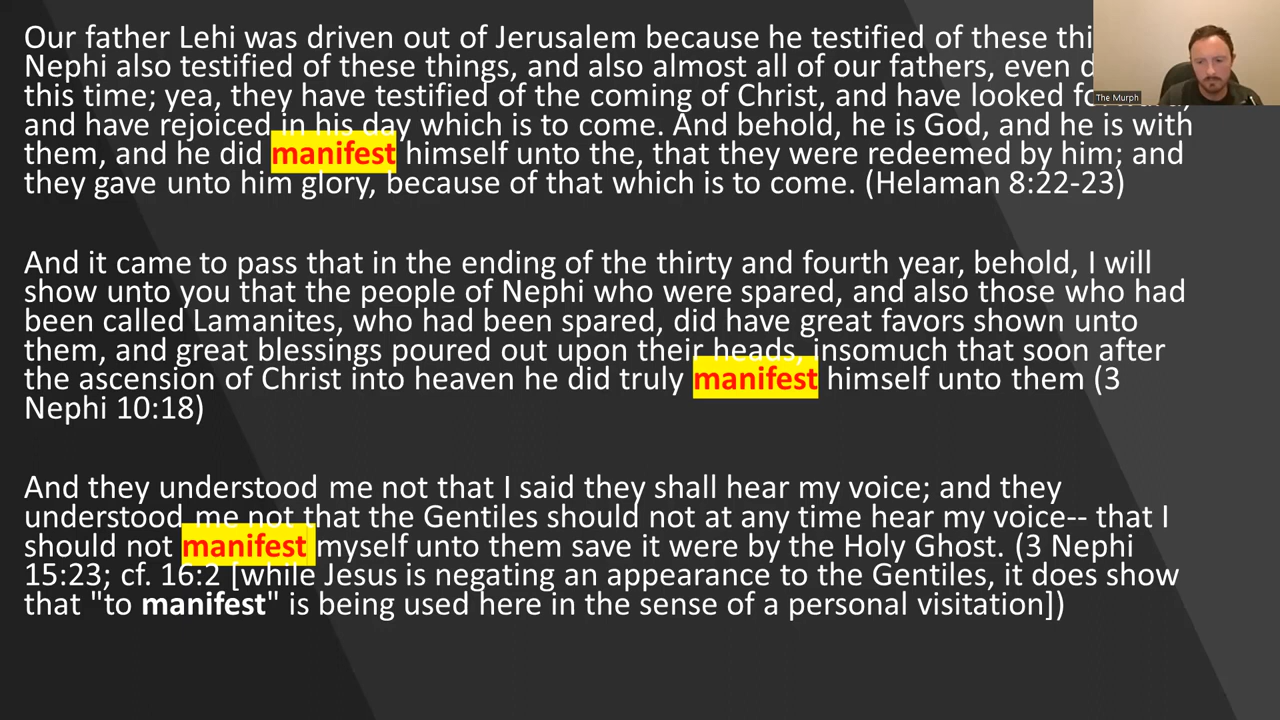 Our father Lehi was driven out of Jerusalem because he testified of these
Nephi also testified of these things, and also almost all of our fathers, even
this time; yea, they have testified of the coming of Christ, and have looked
and have rejoiced in his day which is to come. And behold, he is God, and he is with
them, and he did manifest himself unto the, that they were redeemed by him; and
they gave unto him glory, because of that which is to come. (Helaman 8:22-23)
And it came to pass that in the ending of the thirty and fourth year, behold, I will
show unto you that the people of Nephi who were spared, and also those who had
been called Lamanites, who had been spared, did have great favors shown unto
them, and great blessings poured out upon their heads, insomuch that soon after
the ascension of Christ into heaven he did truly manifest himself unto them (3
Nephi 10:18)
And they understood me not that I said they shall hear my voice; and they
understood me not that the Gentiles should not at any time hear my voice-- that I
should not manifest myself unto them save it were by the Holy Ghost. (3 Nephi
15:23; cf. 16:2 [while Jesus is negating an appearance to the Gentiles, it does show
that "to manifest" is being used here in the sense of a personal visitation])
The Murph